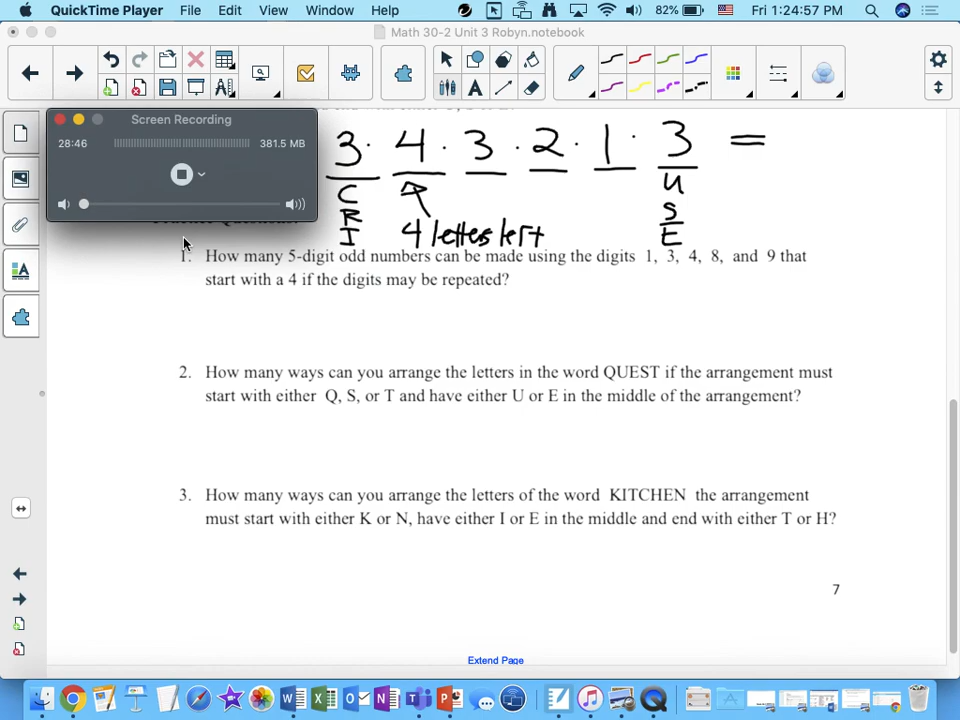 QuickTime Player File Edit View Window Help 82% Fri 1:24:57 PM
Math 30-2 Unit 3 Robyn.notebook
Screen Recording
28:46 381.5 MB
3 · 4 · 3 · 2 · 1 · 3 =
C U
R S
I E
4 letters left
1. How many 5-digit odd numbers can be made using the digits 1, 3, 4, 8, and 9 that
start with a 4 if the digits may be repeated?
2. How many ways can you arrange the letters in the word QUEST if the arrangement must
start with either Q, S, or T and have either U or E in the middle of the arrangement?
3. How many ways can you arrange the letters of the word KITCHEN the arrangement
must start with either K or N, have either I or E in the middle and end with either T or H?
7
Extend Page